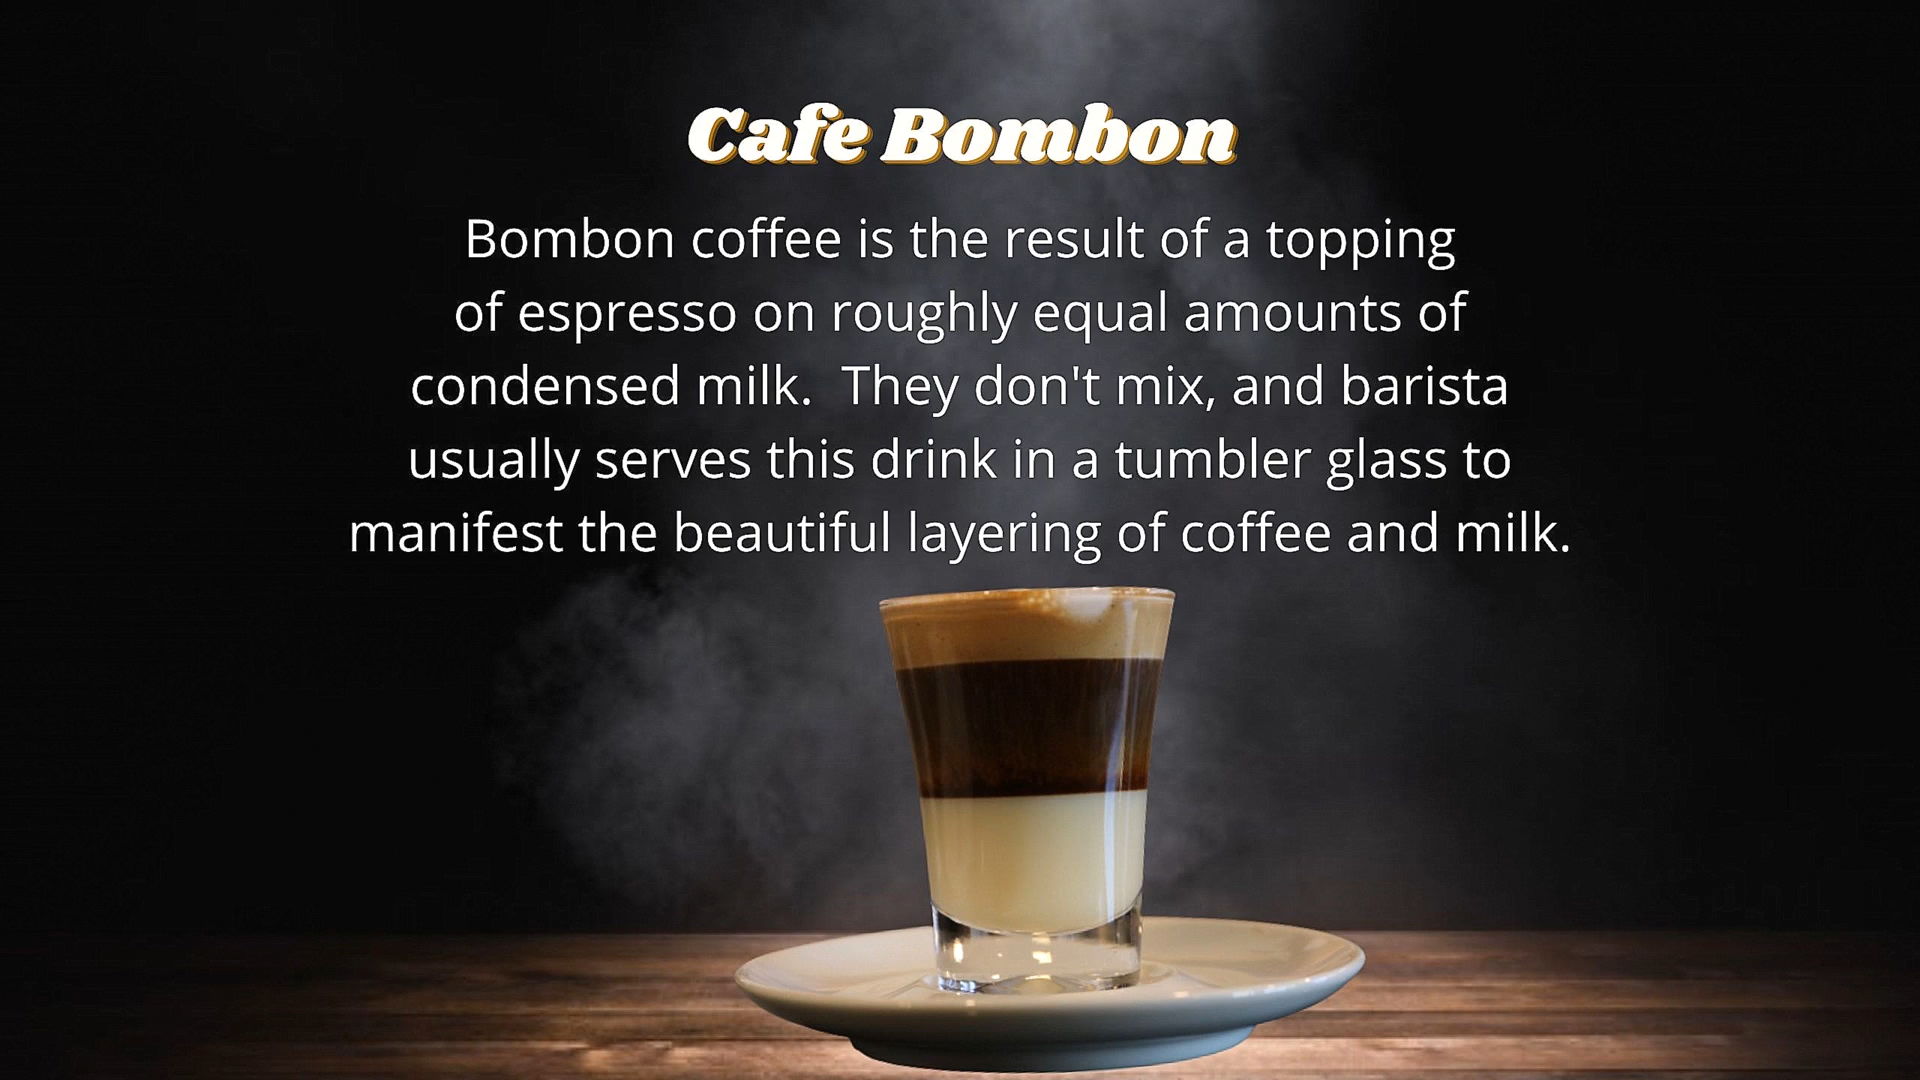 Cafe Bombon
Bombon coffee is the result of a topping
of espresso on roughly equal amounts of
condensed milk.  They don't mix, and barista
usually serves this drink in a tumbler glass to
manifest the beautiful layering of coffee and milk.